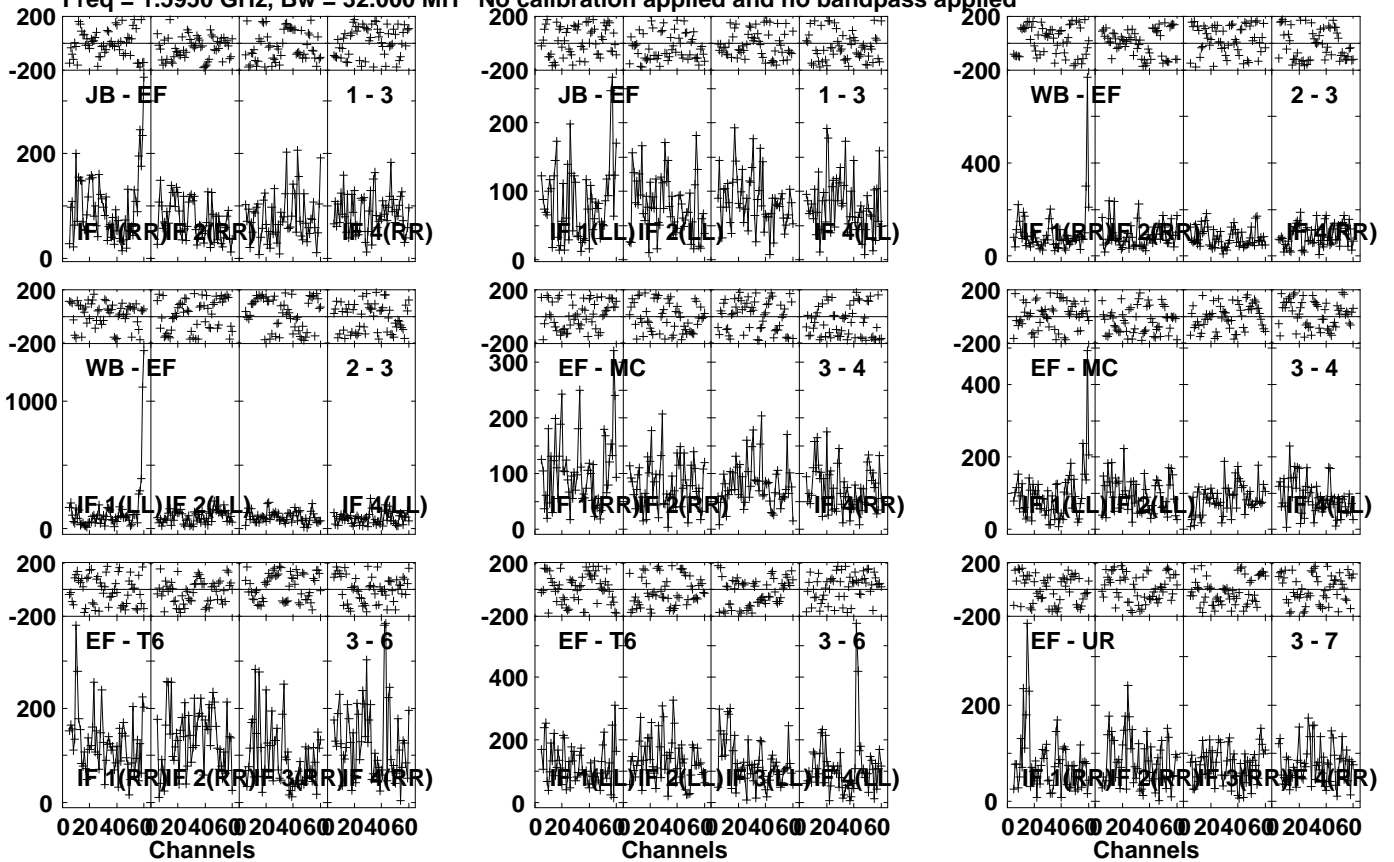 Freq = 1.5950 GHz, Bw = 32.000 MH No calibration applied and no bandpass applied
200
-200
JB - EF
1 - 3
200
0
IF 1(RR)
IF 2(RR)
IF 4(RR)
200
-200
JB - EF
1 - 3
200
100
0
IF 1(LL)
IF 2(LL)
IF 4(LL)
200
-200
WB - EF
2 - 3
400
200
0
IF 1(RR)
IF 2(RR)
IF 4(RR)
200
-200
WB - EF
2 - 3
1000
0
IF 1(LL)
IF 2(LL)
IF 4(LL)
200
-200
EF - MC
3 - 4
300
200
100
0
IF 1(RR)
IF 2(RR)
IF 4(RR)
200
-200
EF - MC
3 - 4
400
200
0
IF 1(LL)
IF 2(LL)
IF 4(LL)
200
-200
EF - T6
3 - 6
200
0
IF 1(RR)
IF 2(RR)
IF 3(RR)
IF 4(RR)
0 20 40 60 0 20 40 60 0 20 40 60 0 20 40 60
Channels
200
-200
EF - T6
3 - 6
400
200
0
IF 1(LL)
IF 2(LL)
IF 3(LL)
IF 4(LL)
0 20 40 60 0 20 40 60 0 20 40 60 0 20 40 60
Channels
200
-200
EF - UR
3 - 7
200
0
IF 1(RR)
IF 2(RR)
IF 3(RR)
IF 4(RR)
0 20 40 60 0 20 40 60 0 20 40 60 0 20 40 60
Channels